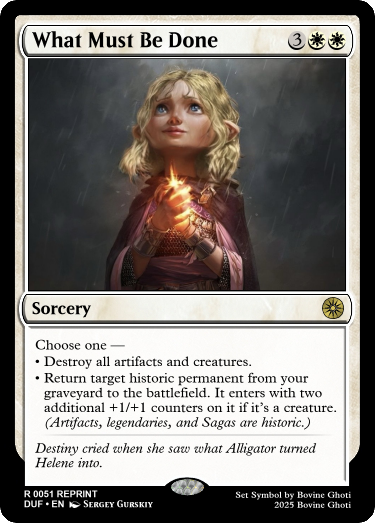 What Must Be Done 3
Sorcery
Choose one —
• Destroy all artifacts and creatures.
• Return target historic permanent from your
graveyard to the battlefield. It enters with two
additional +1/+1 counters on it if it's a creature.
(Artifacts, legendaries, and Sagas are historic.)
Destiny cried when she saw what Alligator turned
Helene into.
R 0051 REPRINT
DUF • EN Sergey Gurskiy
Set Symbol by Bovine Ghoti
2025 Bovine Ghoti